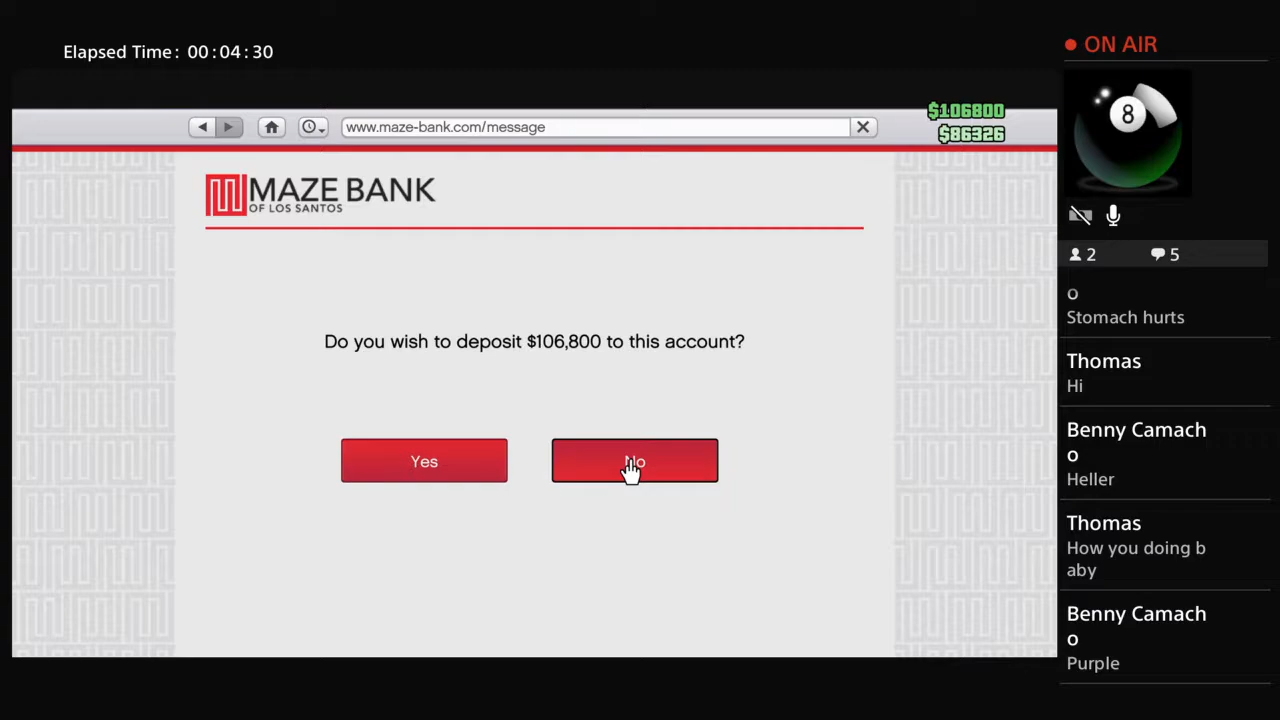 Elapsed Time: 00:04:30
ON AIR
www.maze-bank.com/message
$106800
$86326
8
MAZE BANK
OF LOS SANTOS
2
5
Do you wish to deposit $106,800 to this account?
Yes
No
o
Stomach hurts
Thomas
Hi
Benny Camach
o
Heller
Thomas
How you doing b
aby
Benny Camach
o
Purple